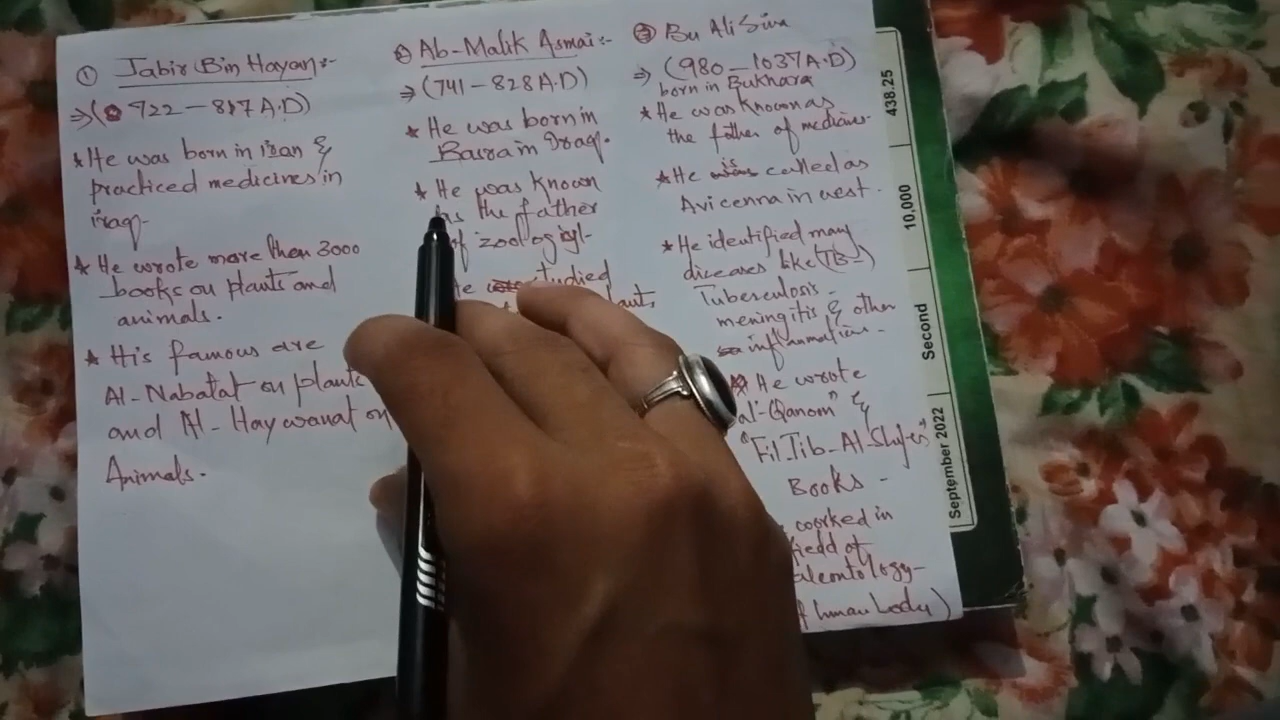 ① Jabir Bin Hayan:-
⇒ ( 922 - 817 A.D)
* He was born in iran &
practiced medicines in
iraq-
* He wrote more than 3000
books on plants and
animals.
* His famous are
Al-Nabatat on plants
and Al-Haywanat on
Animals.
② Ab-Malik Asmai:-
⇒ (741 - 828 A.D)
* He was born in
Basra in Iraq.
* He was known
as the father
of zoology-
He studied
③ Bu Ali Sina
⇒ (980 - 1037 A.D)
born in Bukhara
* He was known as
the father of medicine.
* He is called as
Avicenna in west.
* He identified many
diseases like (TB-)
Tuberculosis-
meningitis & other
inflammation-
* He wrote
al-"Qanom" &
"Fil Tib-Al-Shifa"
Books -
worked in
field of
(human body)
438.25
10,000
Second
September 2022